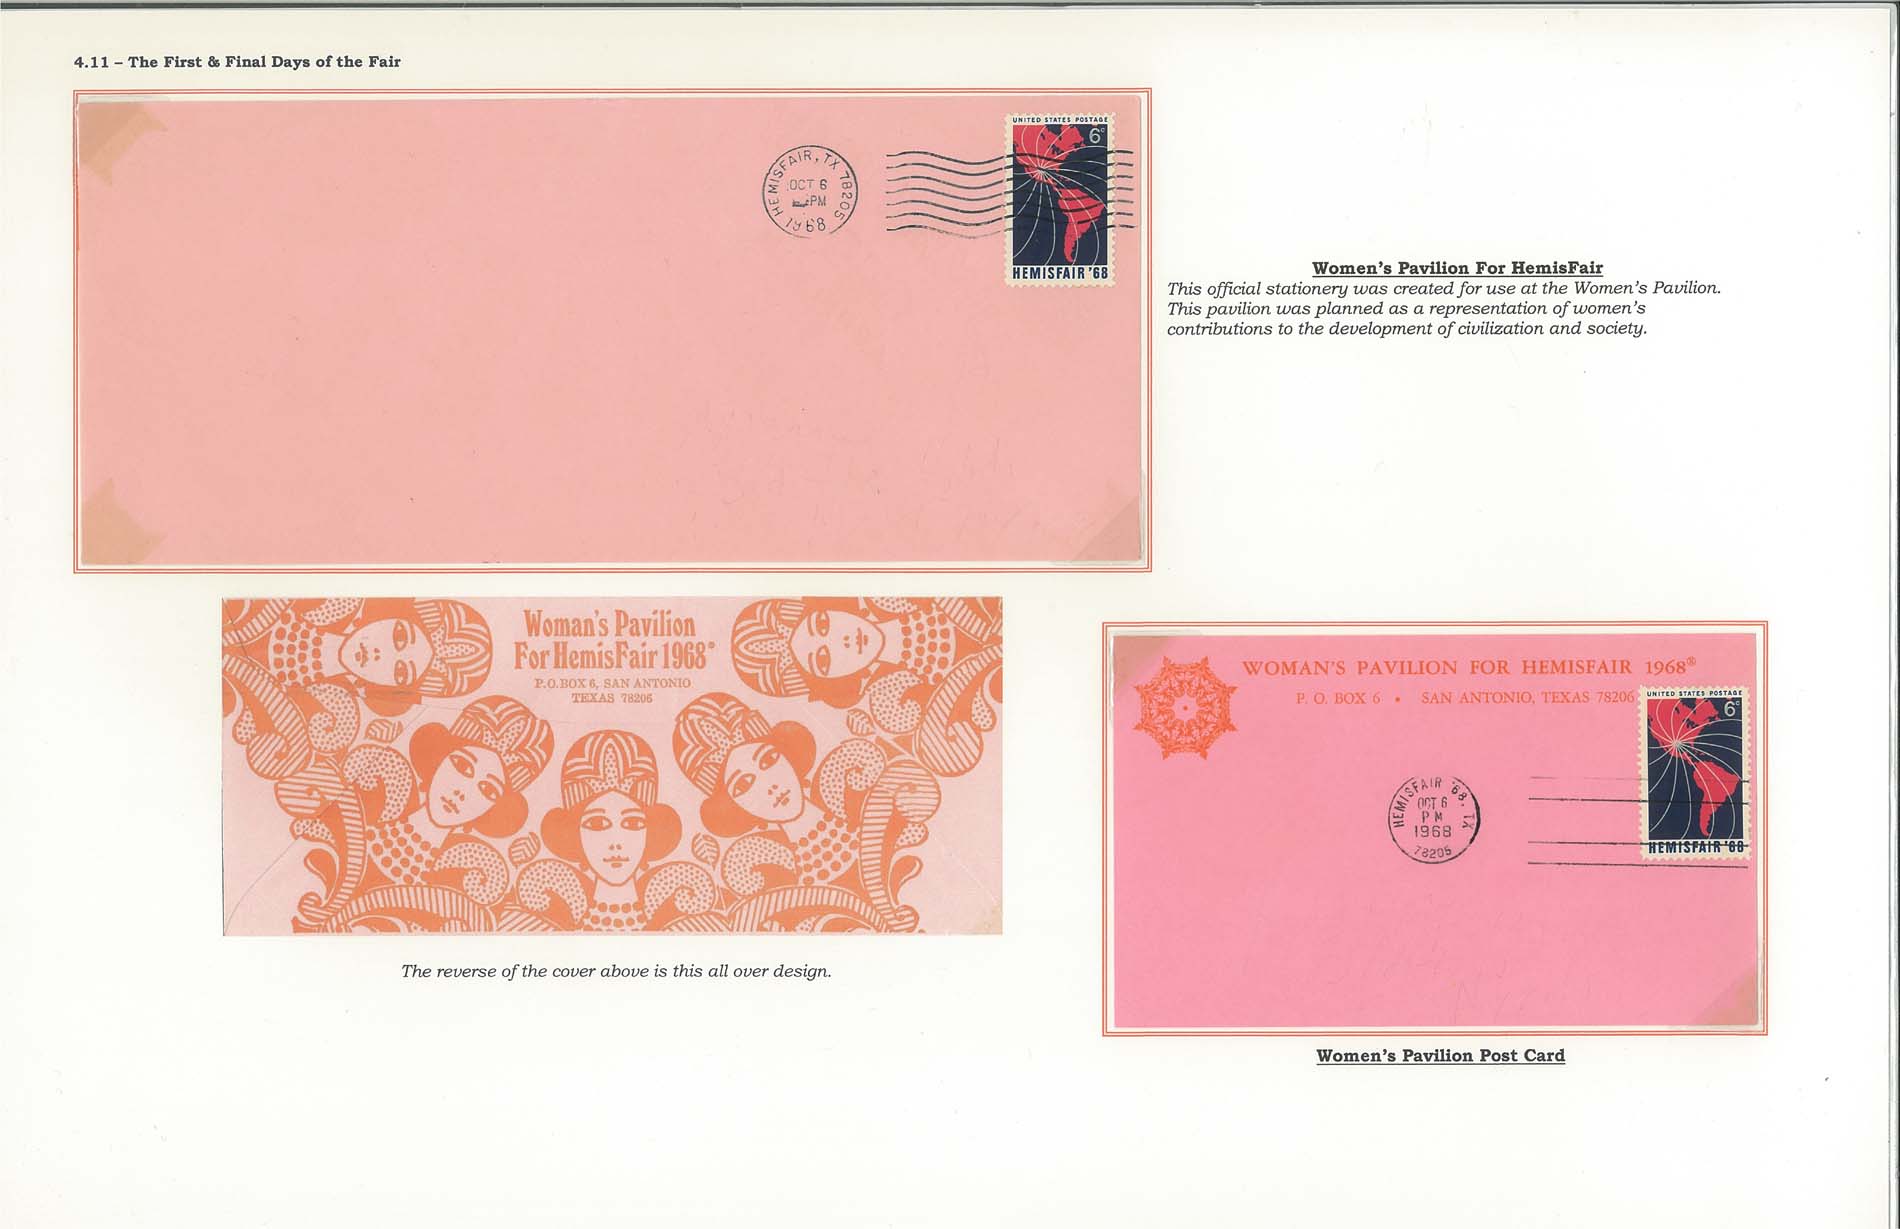 4.11 – The First & Final Days of the Fair
HEMISFAIR, TX 78205
OCT 6
PM
1968
UNITED STATES POSTAGE
6c
HEMISFAIR '68
Women's Pavilion For HemisFair
This official stationery was created for use at the Women's Pavilion.
This pavilion was planned as a representation of women's
contributions to the development of civilization and society.
Woman's Pavilion
For HemisFair 1968®
P.O. BOX 6, SAN ANTONIO
TEXAS 78206
The reverse of the cover above is this all over design.
WOMAN'S PAVILION FOR HEMISFAIR 1968®
P. O. BOX 6 • SAN ANTONIO, TEXAS 78206
UNITED STATES POSTAGE
6c
HEMISFAIR '68
HEMISFAIR '68, TX
OCT 6
PM
1968
78205
Women's Pavilion Post Card